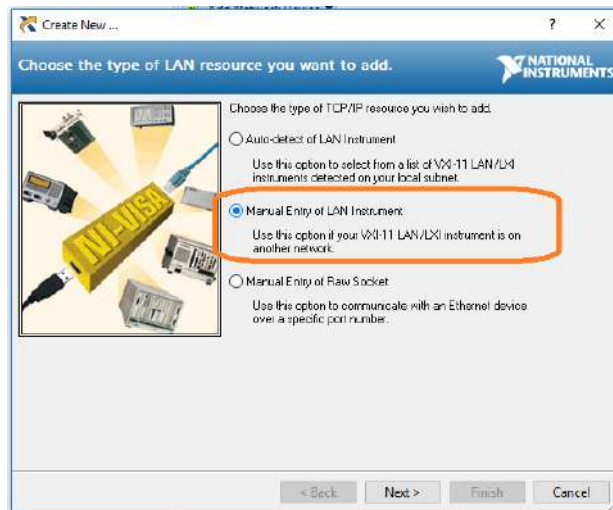 Create New ...
Choose the type of LAN resource you want to add.
NATIONAL
INSTRUMENTS
NI-VISA
Choose the type of TCP/IP resource you wish to add.
Auto-detect of LAN Instrument
Use this option to select from a list of VXI-11 LAN/LXI
instruments detected on your local subnet.
Manual Entry of LAN Instrument
Use this option if your VXI-11 LAN/LXI instrument is on
another network.
Manual Entry of Raw Socket
Use this option to communicate with an Ethernet device
over a specific port number.
< Back
Next >
Finish
Cancel